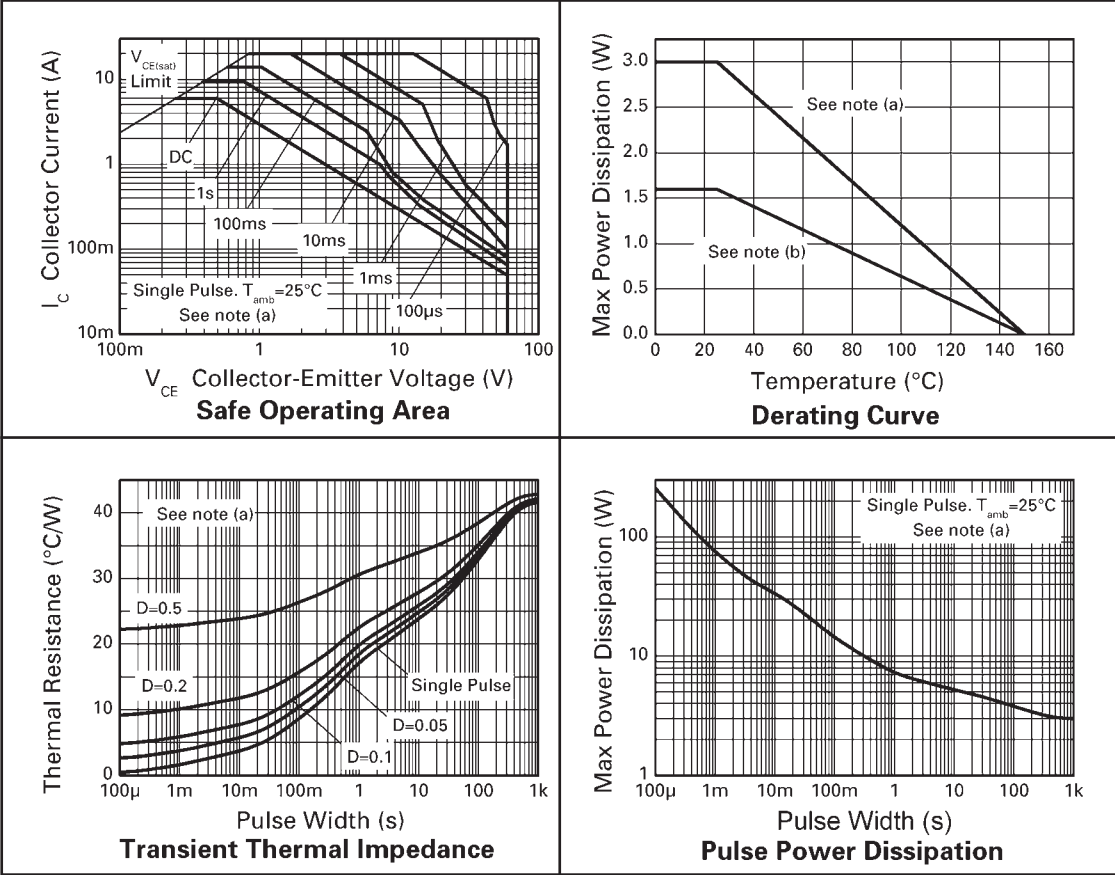 I_C Collector Current (A)
10
1
100m
10m
V_CE(sat)
Limit
DC
1s
100ms
10ms
1ms
100µs
Single Pulse. T_amb=25°C
See note (a)
100m 1 10 100
V_CE Collector-Emitter Voltage (V)
Safe Operating Area
Max Power Dissipation (W)
3.0
2.5
2.0
1.5
1.0
0.5
0.0
See note (a)
See note (b)
0 20 40 60 80 100 120 140 160
Temperature (°C)
Derating Curve
Thermal Resistance (°C/W)
40
30
20
10
0
See note (a)
D=0.5
D=0.2
Single Pulse
D=0.05
D=0.1
100µ 1m 10m 100m 1 10 100 1k
Pulse Width (s)
Transient Thermal Impedance
Max Power Dissipation (W)
100
10
1
Single Pulse. T_amb=25°C
See note (a)
100µ 1m 10m 100m 1 10 100 1k
Pulse Width (s)
Pulse Power Dissipation